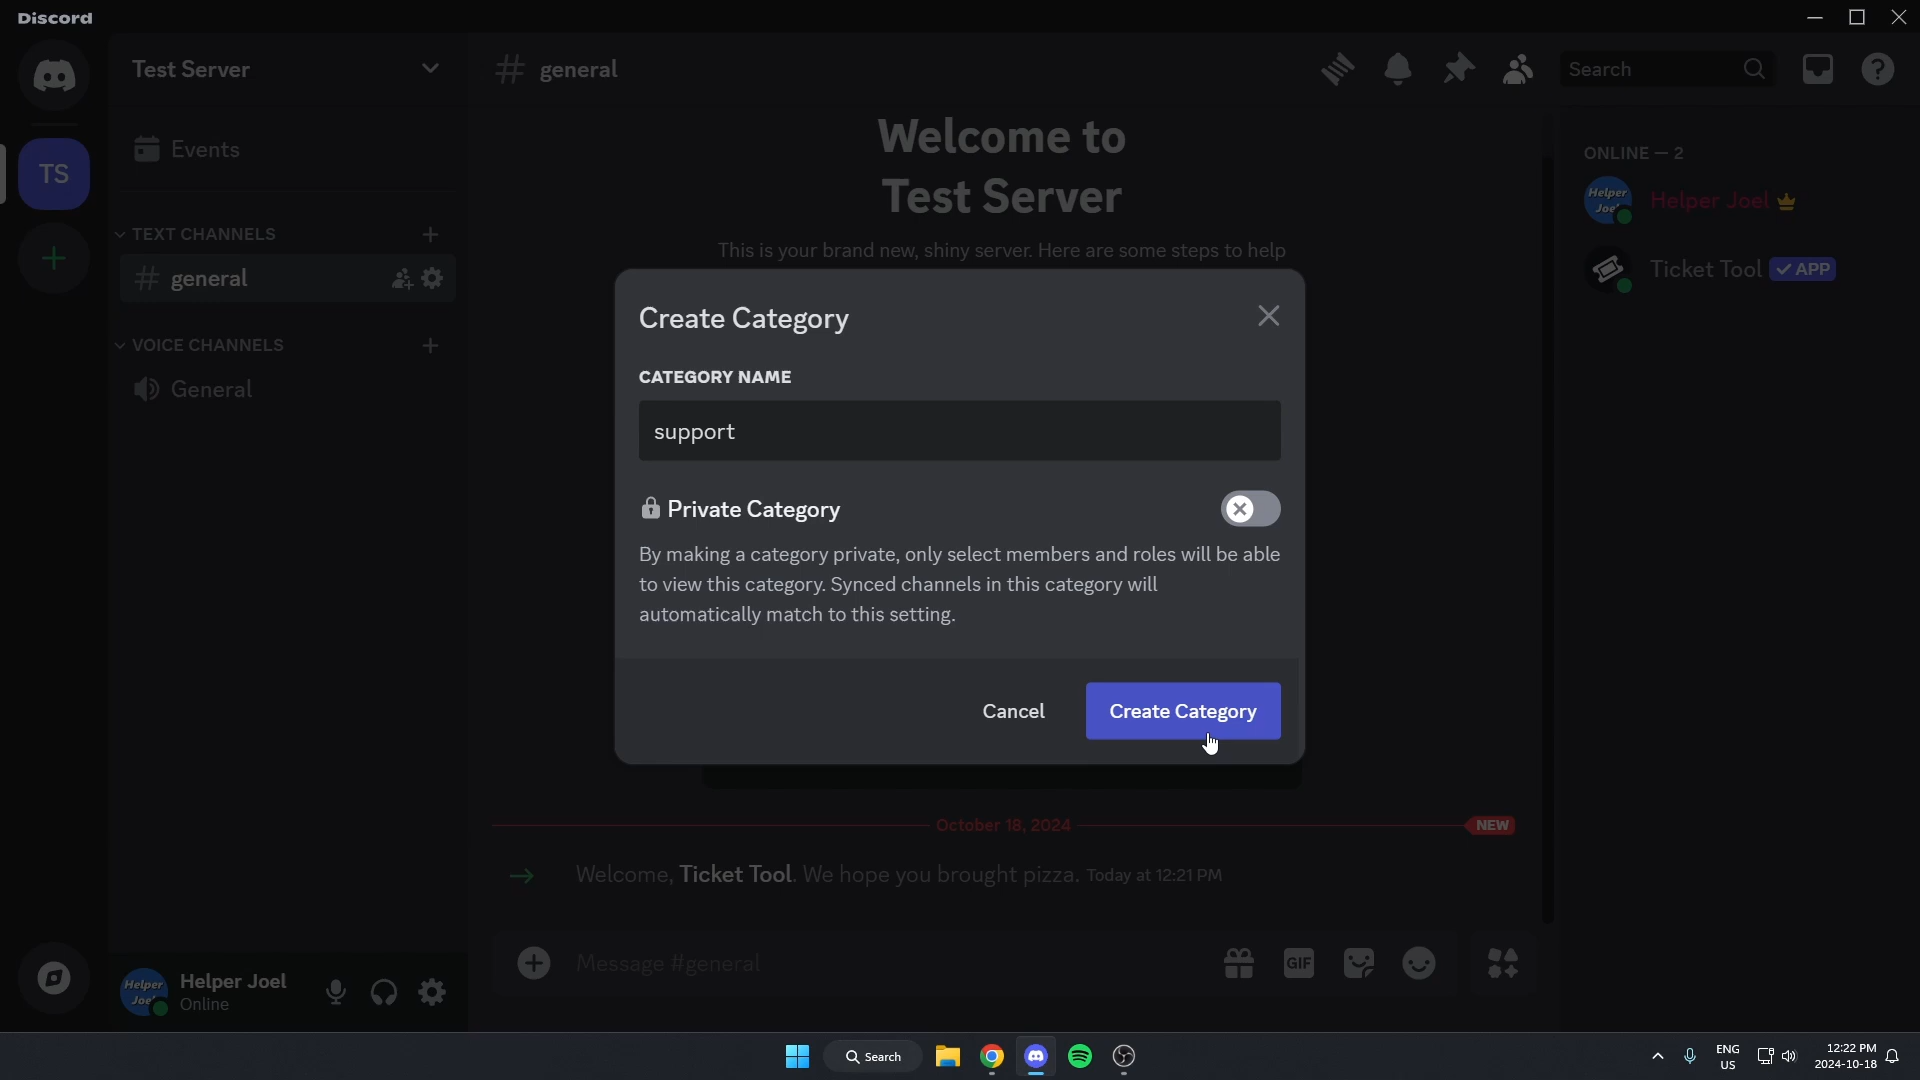 Discord
Test Server
# general
Search
Events
TS
TEXT CHANNELS
# general
VOICE CHANNELS
General
Welcome to
Test Server
This is your brand new, shiny server. Here are some steps to help
ONLINE — 2
Helper Joel
Helper Joel
Ticket Tool ✓ APP
Create Category
CATEGORY NAME
support
Private Category
By making a category private, only select members and roles will be able
to view this category. Synced channels in this category will
automatically match to this setting.
Cancel
Create Category
October 18, 2024
NEW
Welcome, Ticket Tool. We hope you brought pizza. Today at 12:21 PM
Message #general
GIF
Helper Joel
Helper Joel
Online
Search
ENG
US
12:22 PM
2024-10-18